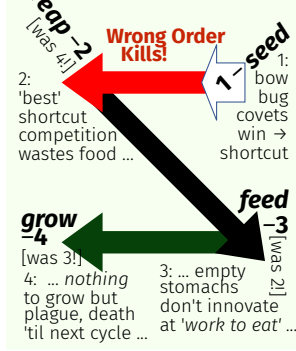 eap –2
[was 4!]
Wrong Order
Kills!
1 – seed
1:
bow
bug
covets
win →
shortcut
2:
'best'
shortcut
competition
wastes food ...
feed
–3
[was 2!]
grow
–4
[was 3!]
4: ... nothing
to grow but
plague, death
'til next cycle ...
3: ... empty
stomachs
don't innovate
at 'work to eat' ...